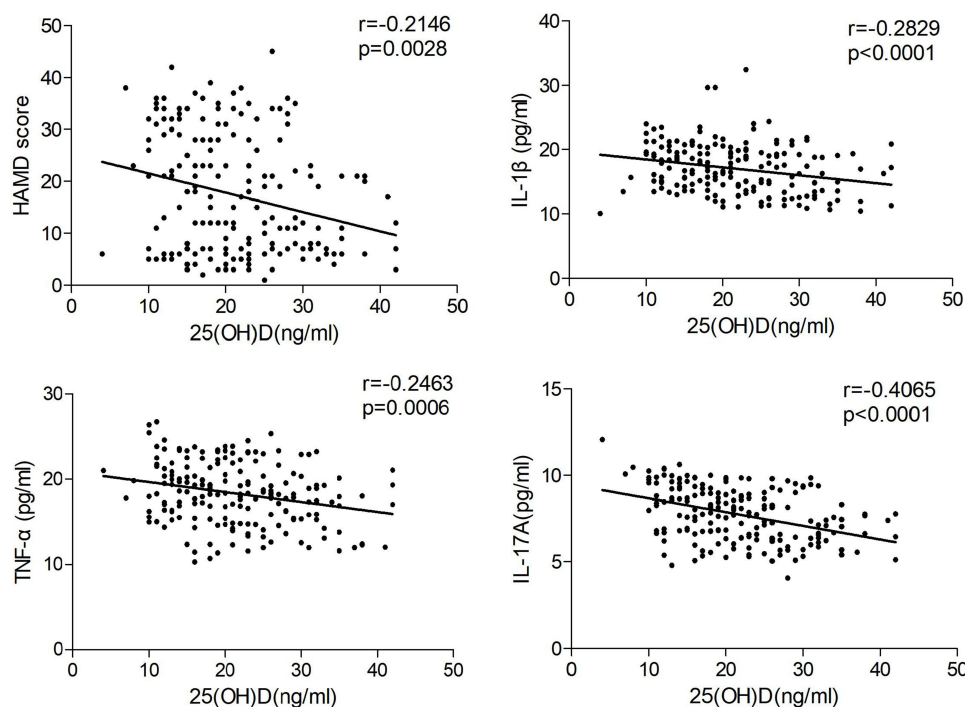 r=-0.2146
p=0.0028
HAMD score
50
40
30
20
10
0
0 10 20 30 40 50
25(OH)D(ng/ml)
r=-0.2829
p<0.0001
IL-1β (pg/ml)
40
30
20
10
0
0 10 20 30 40 50
25(OH)D(ng/ml)
r=-0.2463
p=0.0006
TNF-α (pg/ml)
30
20
10
0
0 10 20 30 40 50
25(OH)D(ng/ml)
r=-0.4065
p<0.0001
IL-17A(pg/ml)
15
10
5
0
0 10 20 30 40 50
25(OH)D(ng/ml)